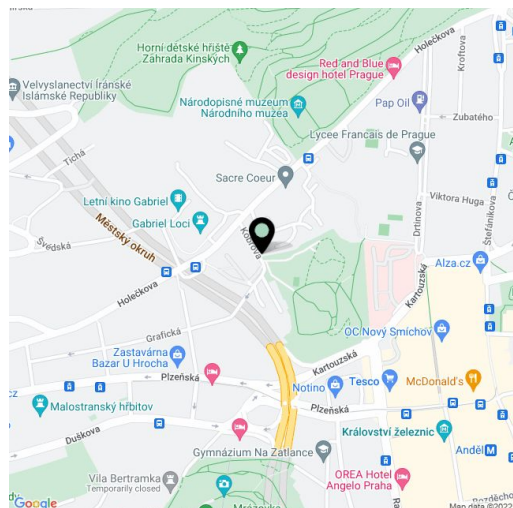 Horní dětské hřiště
Zahrada Kinských
Holečkova
Kroftova
Red and Blue
design hotel Prague
Velvyslanectví Íránské
Islámské Republiky
Národopisné muzeum
Národního muzea
Pap Oil
Zubatého
Tichá
Lycee Francais de Prague
Sacre Coeur
Viktora Huga
Letní kino Gabriel
Gabriel Loci
Drtinova
Štefánikova
Švédská
Městský okruh
Kobrova
Alza.cz
Kartouzská
Holečkova
Grafická
OC Nový Smíchov
Zastavárna
Bazar U Hrocha
Kartouzská
Plzeňská
Notino
Tesco
McDonald's
Malostranský hřbitov
Plzeňská
Království železnic
Duškova
Gymnázium Na Zatlance
Anděl
Vila Bertramka
Temporarily closed
OREA Hotel
Angelo Praha
Mrázovka
Google
Map data ©2022